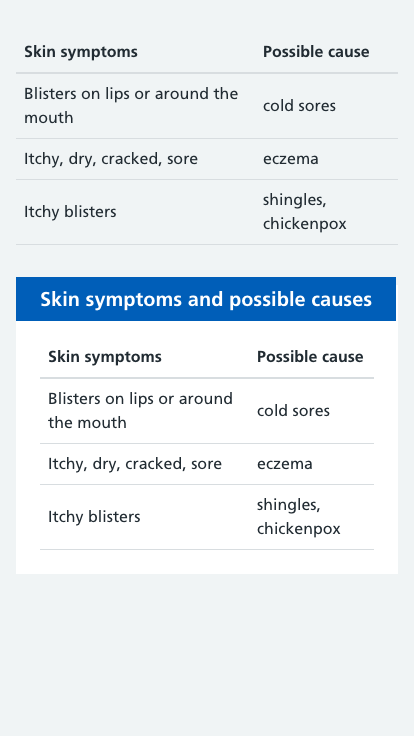 Skin symptoms Possible cause
Blisters on lips or around the
mouth
cold sores
Itchy, dry, cracked, sore eczema
Itchy blisters
shingles,
chickenpox
Skin symptoms and possible causes
Skin symptoms Possible cause
Blisters on lips or around
the mouth
cold sores
Itchy, dry, cracked, sore eczema
Itchy blisters
shingles,
chickenpox